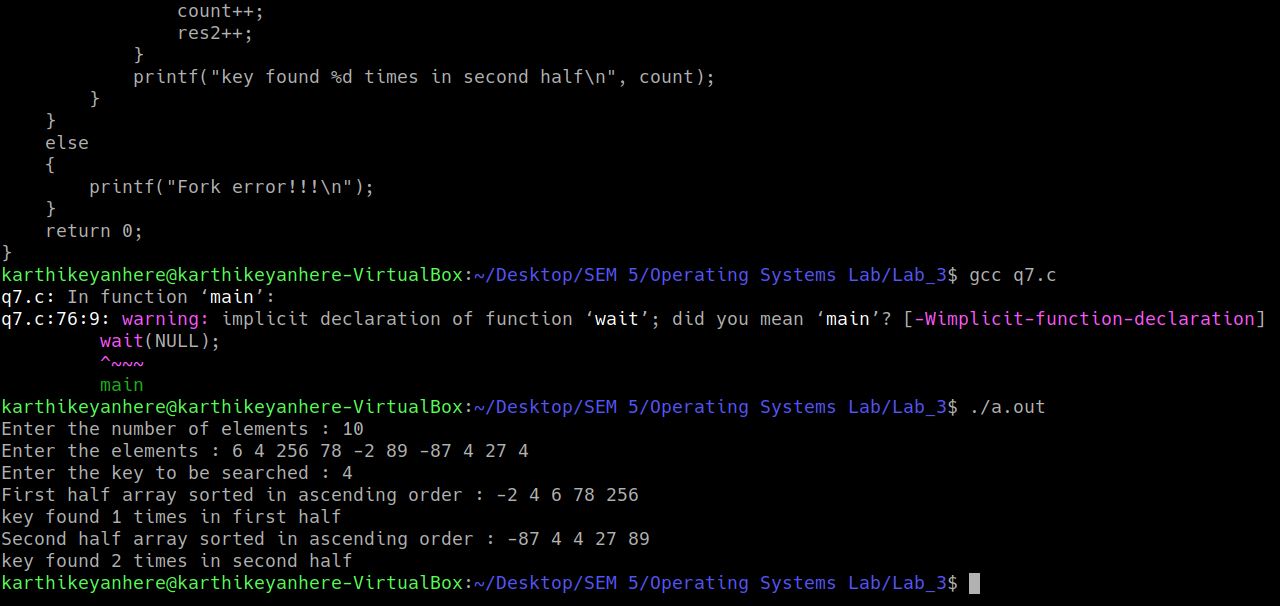 count++;
res2++;
}
printf("key found %d times in second half\n", count);
}
}
else
{
printf("Fork error!!!\n");
}
return 0;
}
karthikeyanhere@karthikeyanhere-VirtualBox:~/Desktop/SEM 5/Operating Systems Lab/Lab_3$ gcc q7.c
q7.c: In function ‘main’:
q7.c:76:9: warning: implicit declaration of function ‘wait’; did you mean ‘main’? [-Wimplicit-function-declaration]
wait(NULL);
^~~~
main
karthikeyanhere@karthikeyanhere-VirtualBox:~/Desktop/SEM 5/Operating Systems Lab/Lab_3$ ./a.out
Enter the number of elements : 10
Enter the elements : 6 4 256 78 -2 89 -87 4 27 4
Enter the key to be searched : 4
First half array sorted in ascending order : -2 4 6 78 256
key found 1 times in first half
Second half array sorted in ascending order : -87 4 4 27 89
key found 2 times in second half
karthikeyanhere@karthikeyanhere-VirtualBox:~/Desktop/SEM 5/Operating Systems Lab/Lab_3$